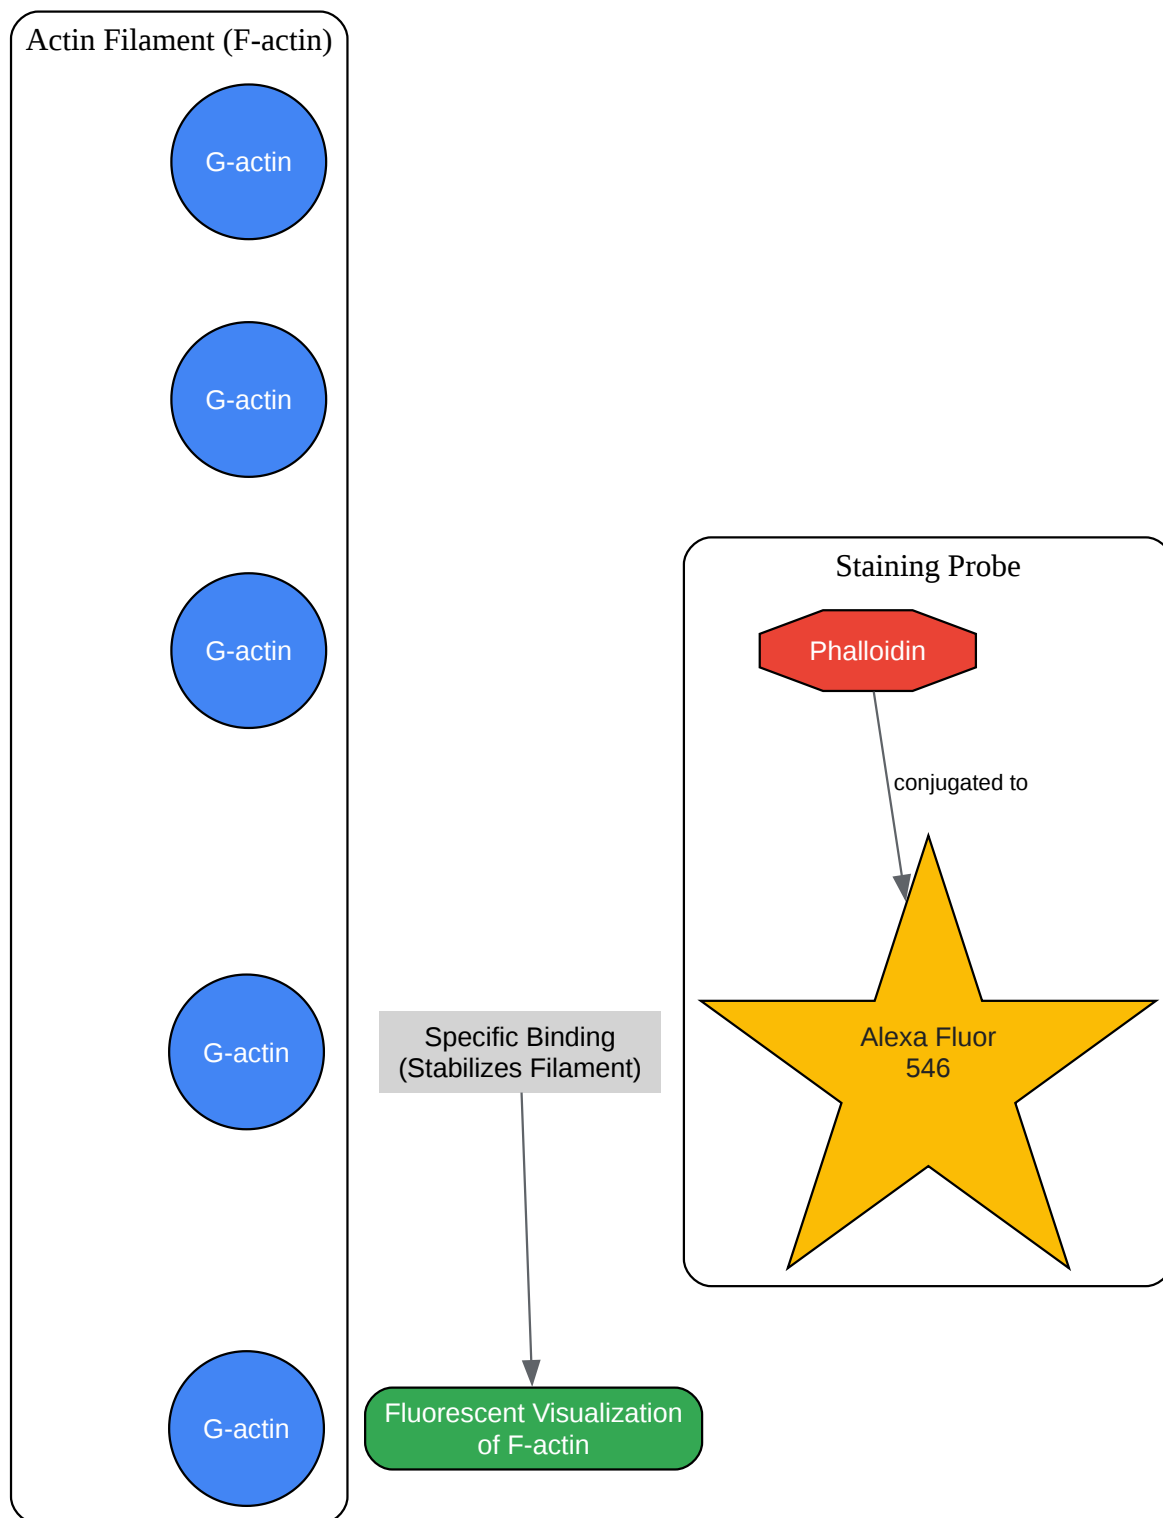 Actin Filament (F-actin)
G-actin
G-actin
G-actin
G-actin
G-actin
Staining Probe
Phalloidin
conjugated to
Alexa Fluor
546
Specific Binding
(Stabilizes Filament)
Fluorescent Visualization
of F-actin